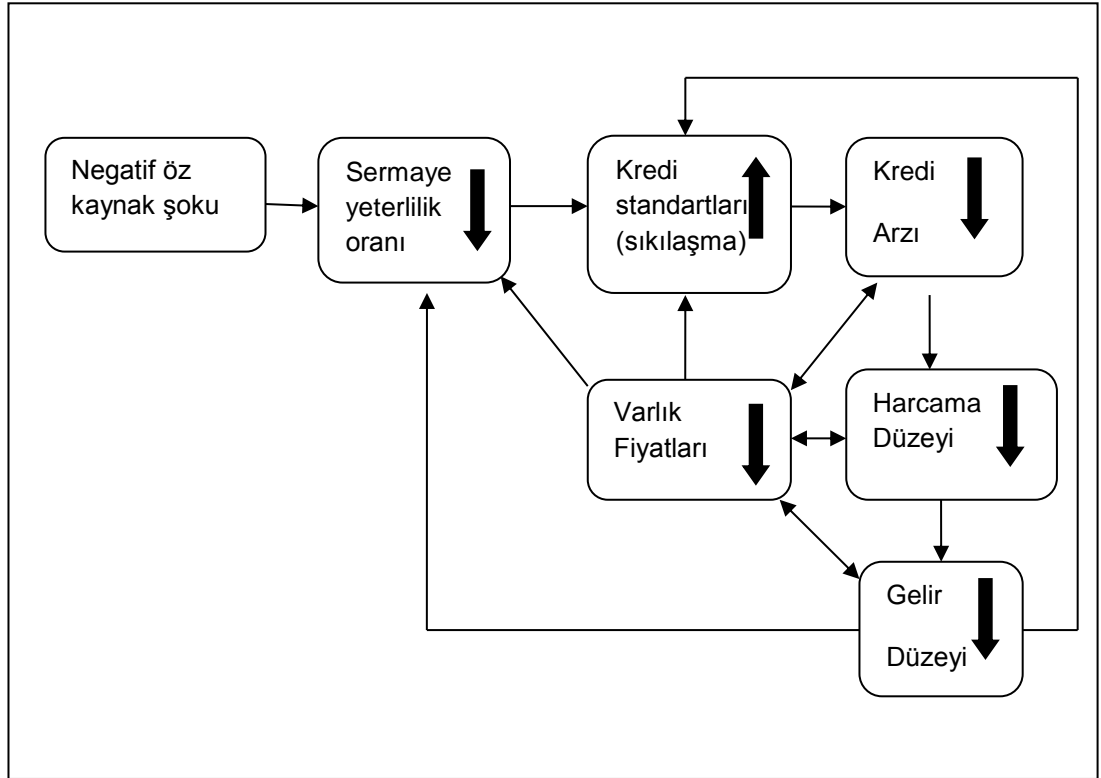 Negatif öz
kaynak şoku
Sermaye
yeterlilik
oranı
Kredi
standartları
(sıkılaşma)
Kredi
Arzı
Varlık
Fiyatları
Harcama
Düzeyi
Gelir
Düzeyi